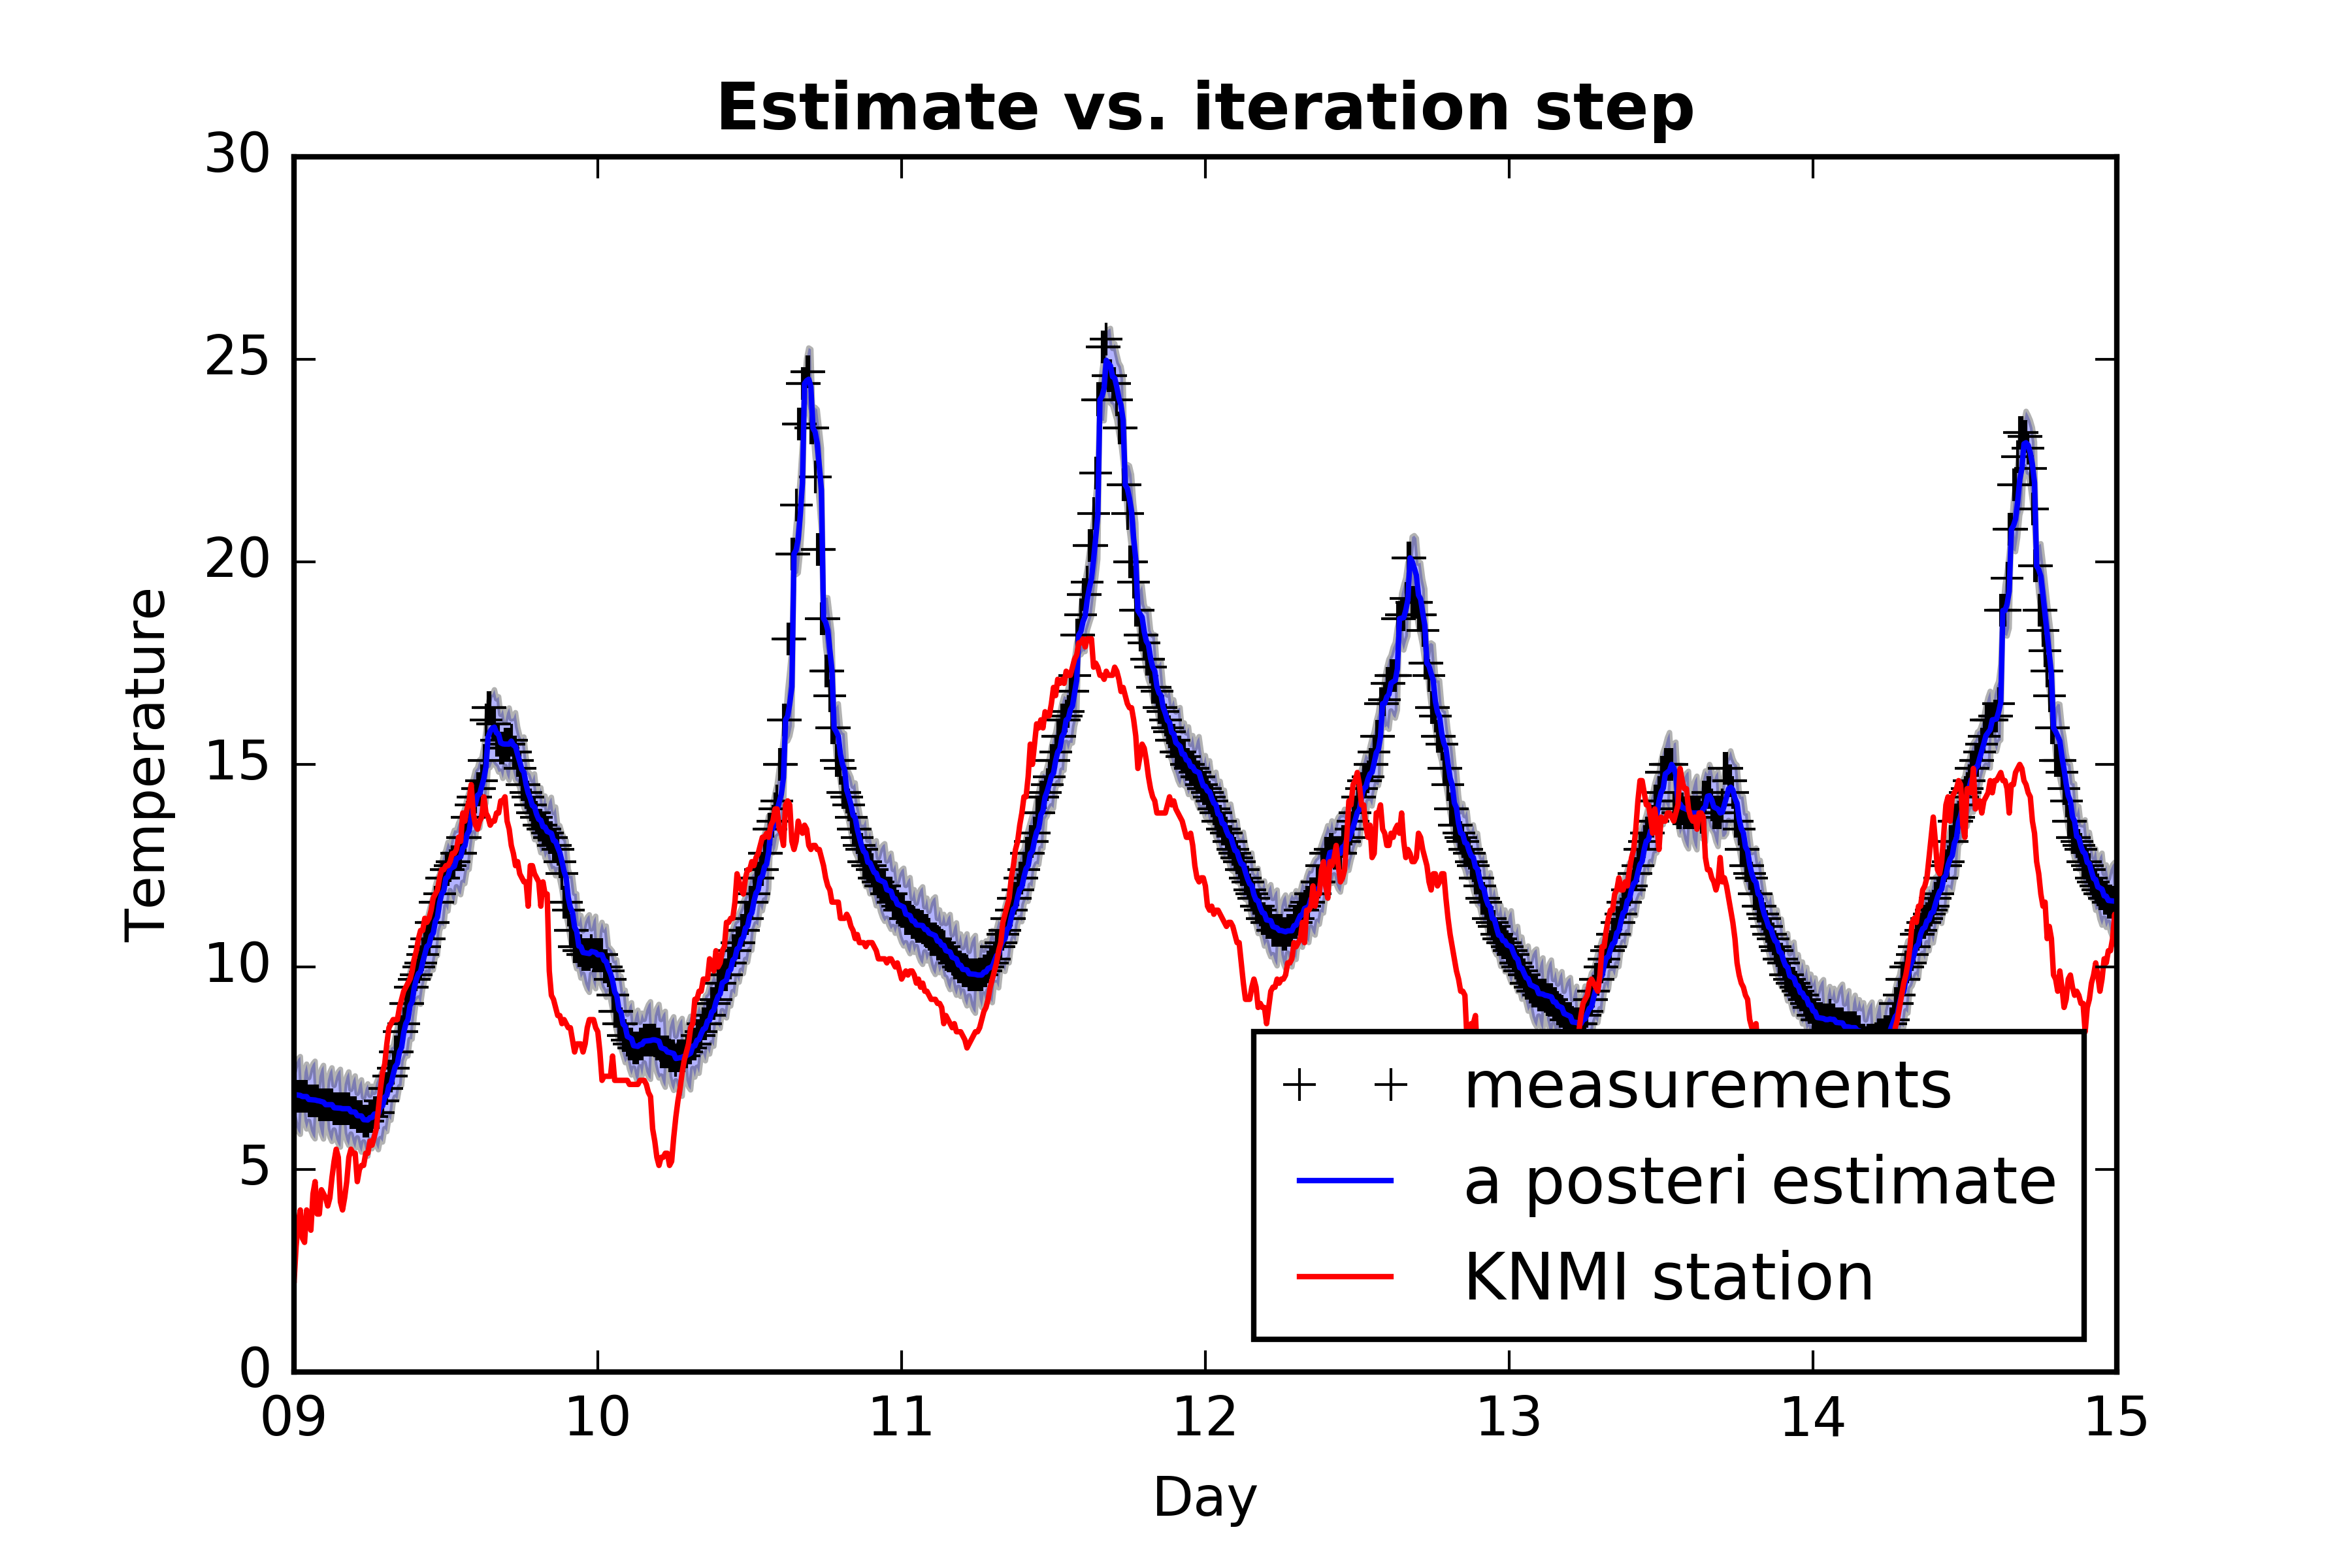 Estimate vs. iteration step
30
25
20
15
10
5
0
Temperature
measurements
a posteri estimate
KNMI station
09 10 11 12 13 14 15
Day